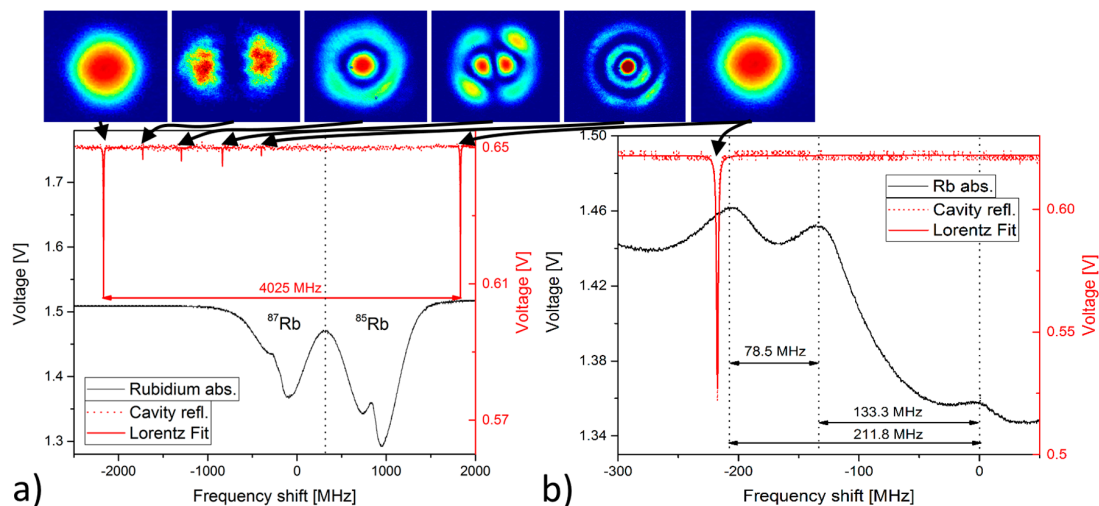 1.7
1.6
1.5
1.4
1.3
Voltage [V]
0.65
0.61
0.57
Voltage [V]
4025 MHz
87Rb
85Rb
Rubidium abs.
Cavity refl.
Lorentz Fit
-2000
-1000
0
1000
2000
Frequency shift [MHz]
a)
1.50
1.46
1.42
1.38
1.34
Voltage [V]
0.60
0.55
0.5
Voltage [V]
Rb abs.
Cavity refl.
Lorentz Fit
78.5 MHz
133.3 MHz
211.8 MHz
-300
-200
-100
0
Frequency shift [MHz]
b)